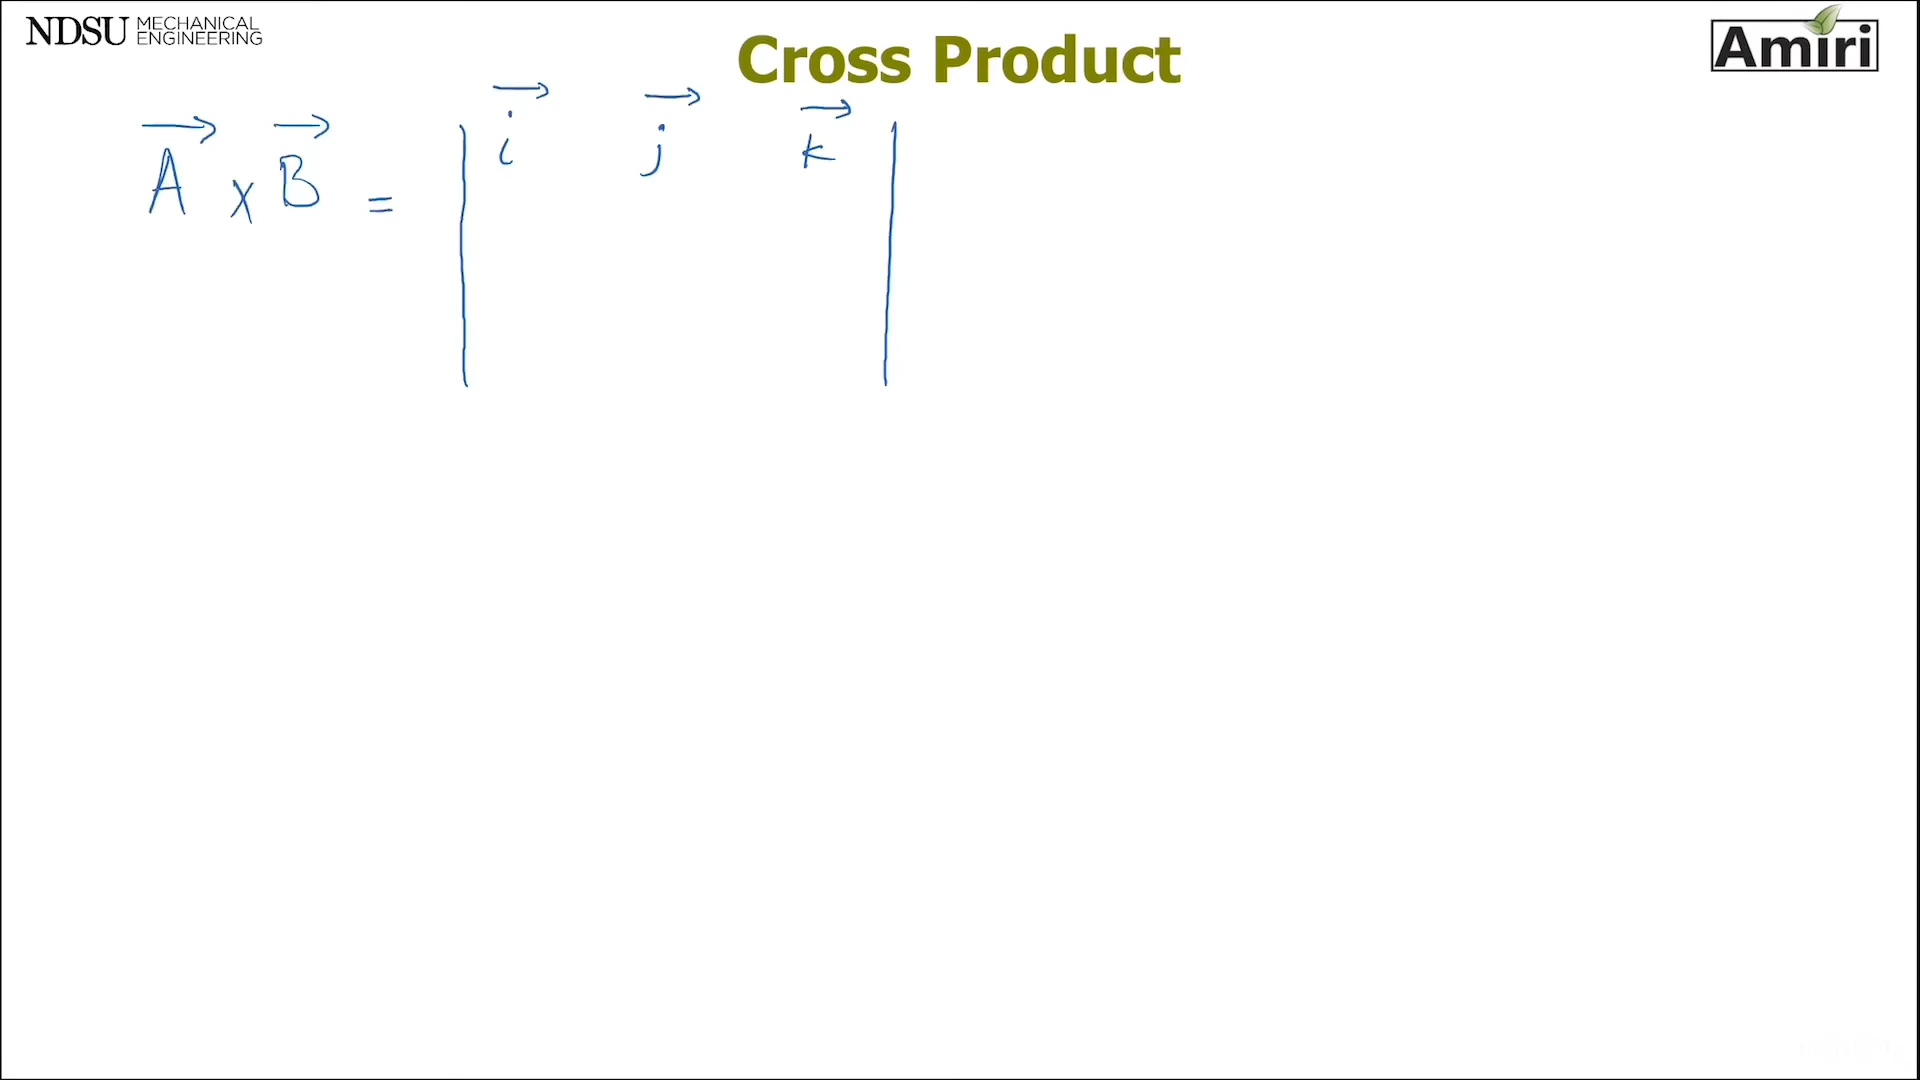 NDSU MECHANICAL ENGINEERING
Cross Product
Amiri
A x B = | i j k |